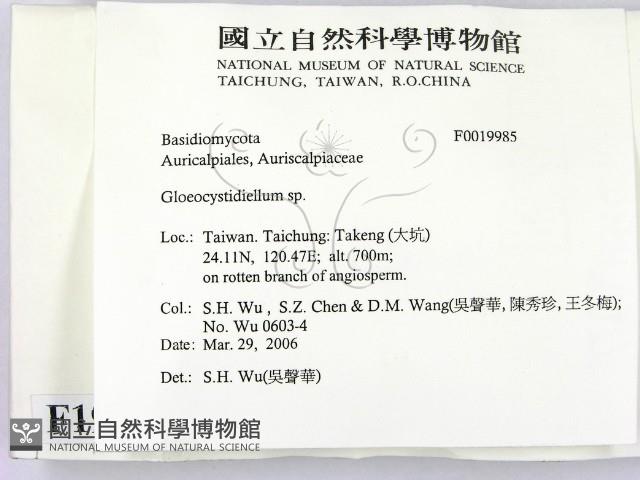 國立自然科學博物館
NATIONAL MUSEUM OF NATURAL SCIENCE
TAICHUNG, TAIWAN, R.O.CHINA
Basidiomycota F0019985
Auricalpiales, Auriscalpiaceae
Gloeocystidiellum sp.
Loc.: Taiwan. Taichung: Takeng (大坑)
24.11N, 120.47E; alt. 700m;
on rotten branch of angiosperm.
Col.: S.H. Wu , S.Z. Chen & D.M. Wang(吳聲華, 陳秀珍, 王冬梅);
No. Wu 0603-4
Date: Mar. 29, 2006
Det.: S.H. Wu(吳聲華)
國立自然科學博物館
NATIONAL MUSEUM OF NATURAL SCIENCE